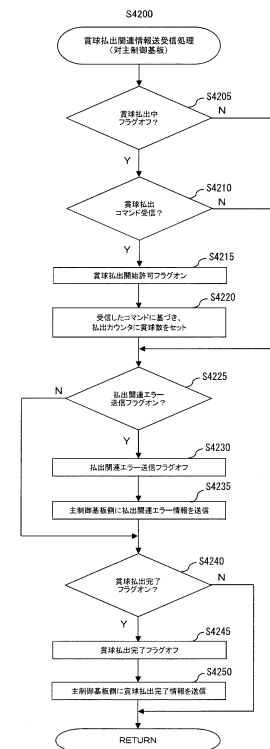 S4200
賞球払出関連情報送受信処理
(対主制御基板)
S4205
賞球払出中
フラグオフ?
N
Y
S4210
賞球払出
コマンド受信?
N
Y
S4215
賞球払出開始許可フラグオン
S4220
受信したコマンドに基づき、
払出カウンタに賞球数をセット
S4225
N
払出関連エラー
送信フラグオン?
Y
S4230
払出関連エラー送信フラグオフ
S4235
主制御基板側に払出関連エラー情報を送信
S4240
賞球払出完了
フラグオン?
N
Y
S4245
賞球払出完了フラグオフ
S4250
主制御基板側に賞球払出完了情報を送信
RETURN